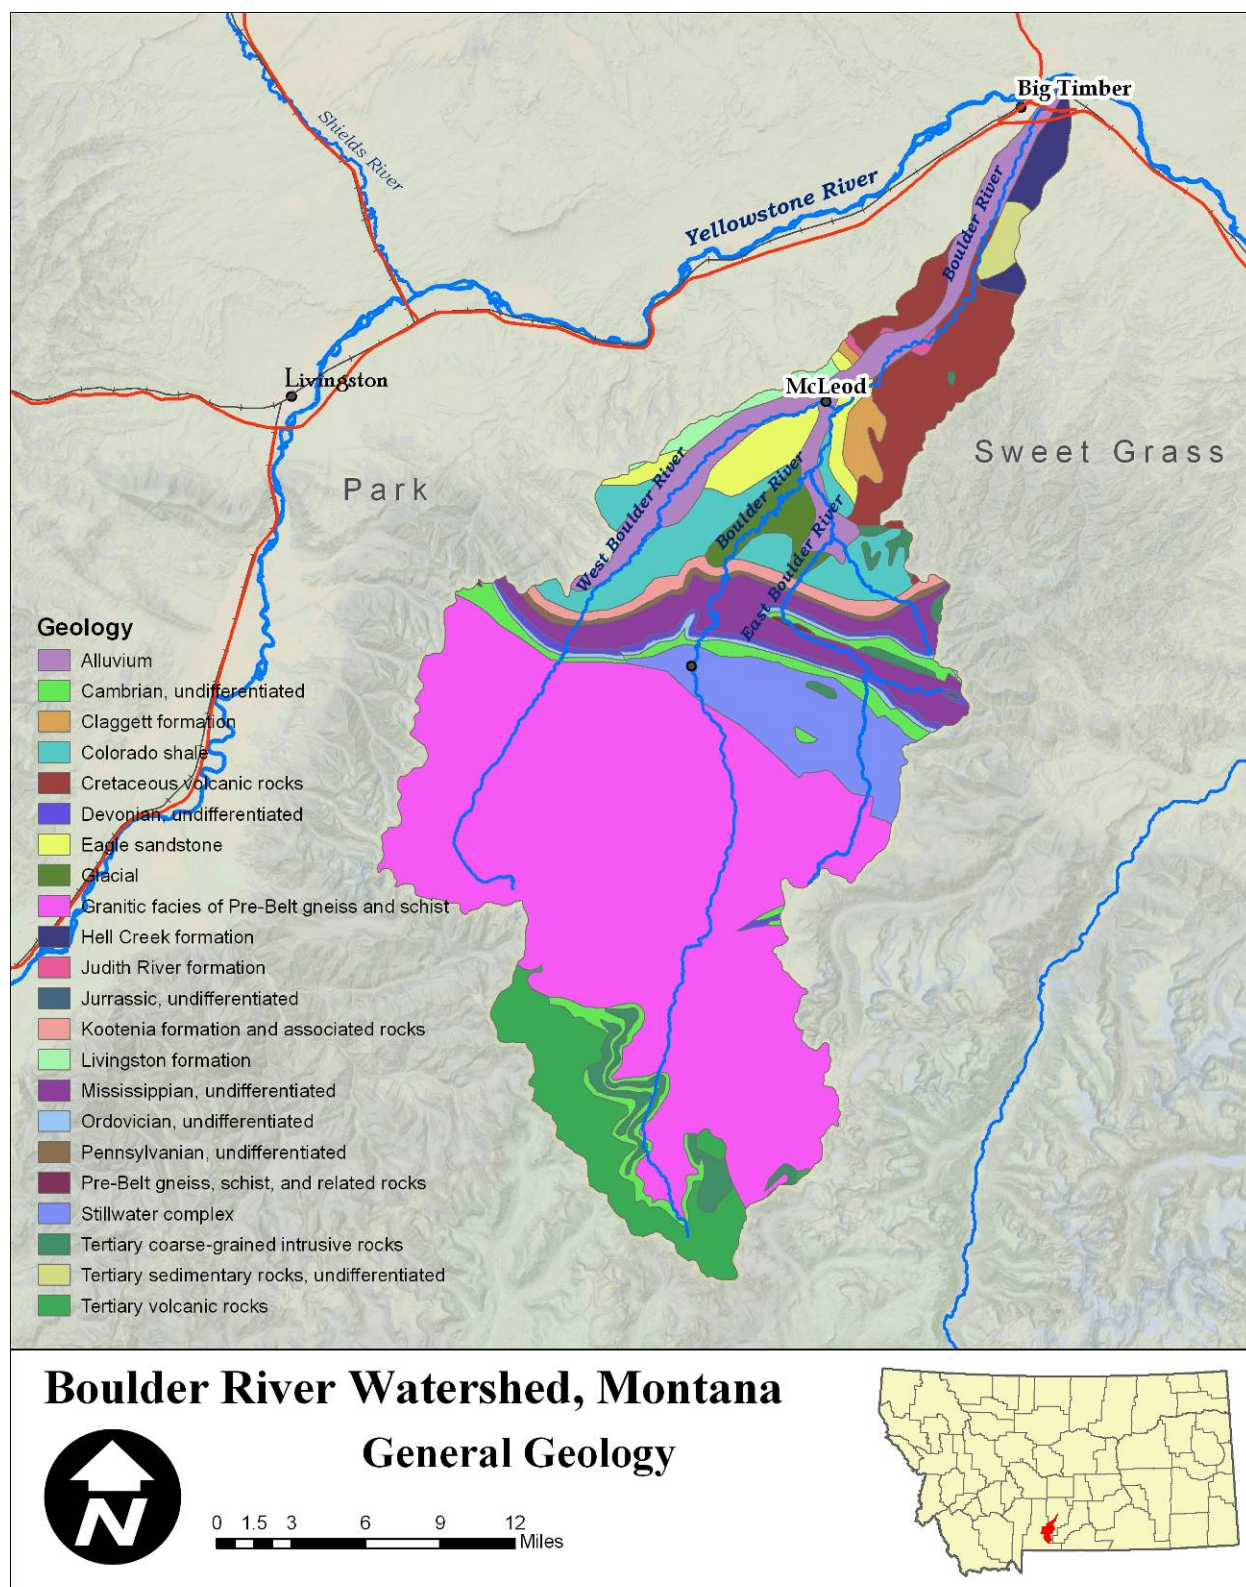 Big Timber
Shields River
Yellowstone River
Boulder River
Livingston
McLeod
Sweet Grass
Park
West Boulder River
Boulder River
East Boulder River
Geology
Alluvium
Cambrian, undifferentiated
Claggett formation
Colorado shale
Cretaceous volcanic rocks
Devonian, undifferentiated
Eagle sandstone
Glacial
Granitic facies of Pre-Belt gneiss and schist
Hell Creek formation
Judith River formation
Jurrassic, undifferentiated
Kootenia formation and associated rocks
Livingston formation
Mississippian, undifferentiated
Ordovician, undifferentiated
Pennsylvanian, undifferentiated
Pre-Belt gneiss, schist, and related rocks
Stillwater complex
Tertiary coarse-grained intrusive rocks
Tertiary sedimentary rocks, undifferentiated
Tertiary volcanic rocks
Boulder River Watershed, Montana
General Geology
N
0 1.5 3 6 9 12
Miles